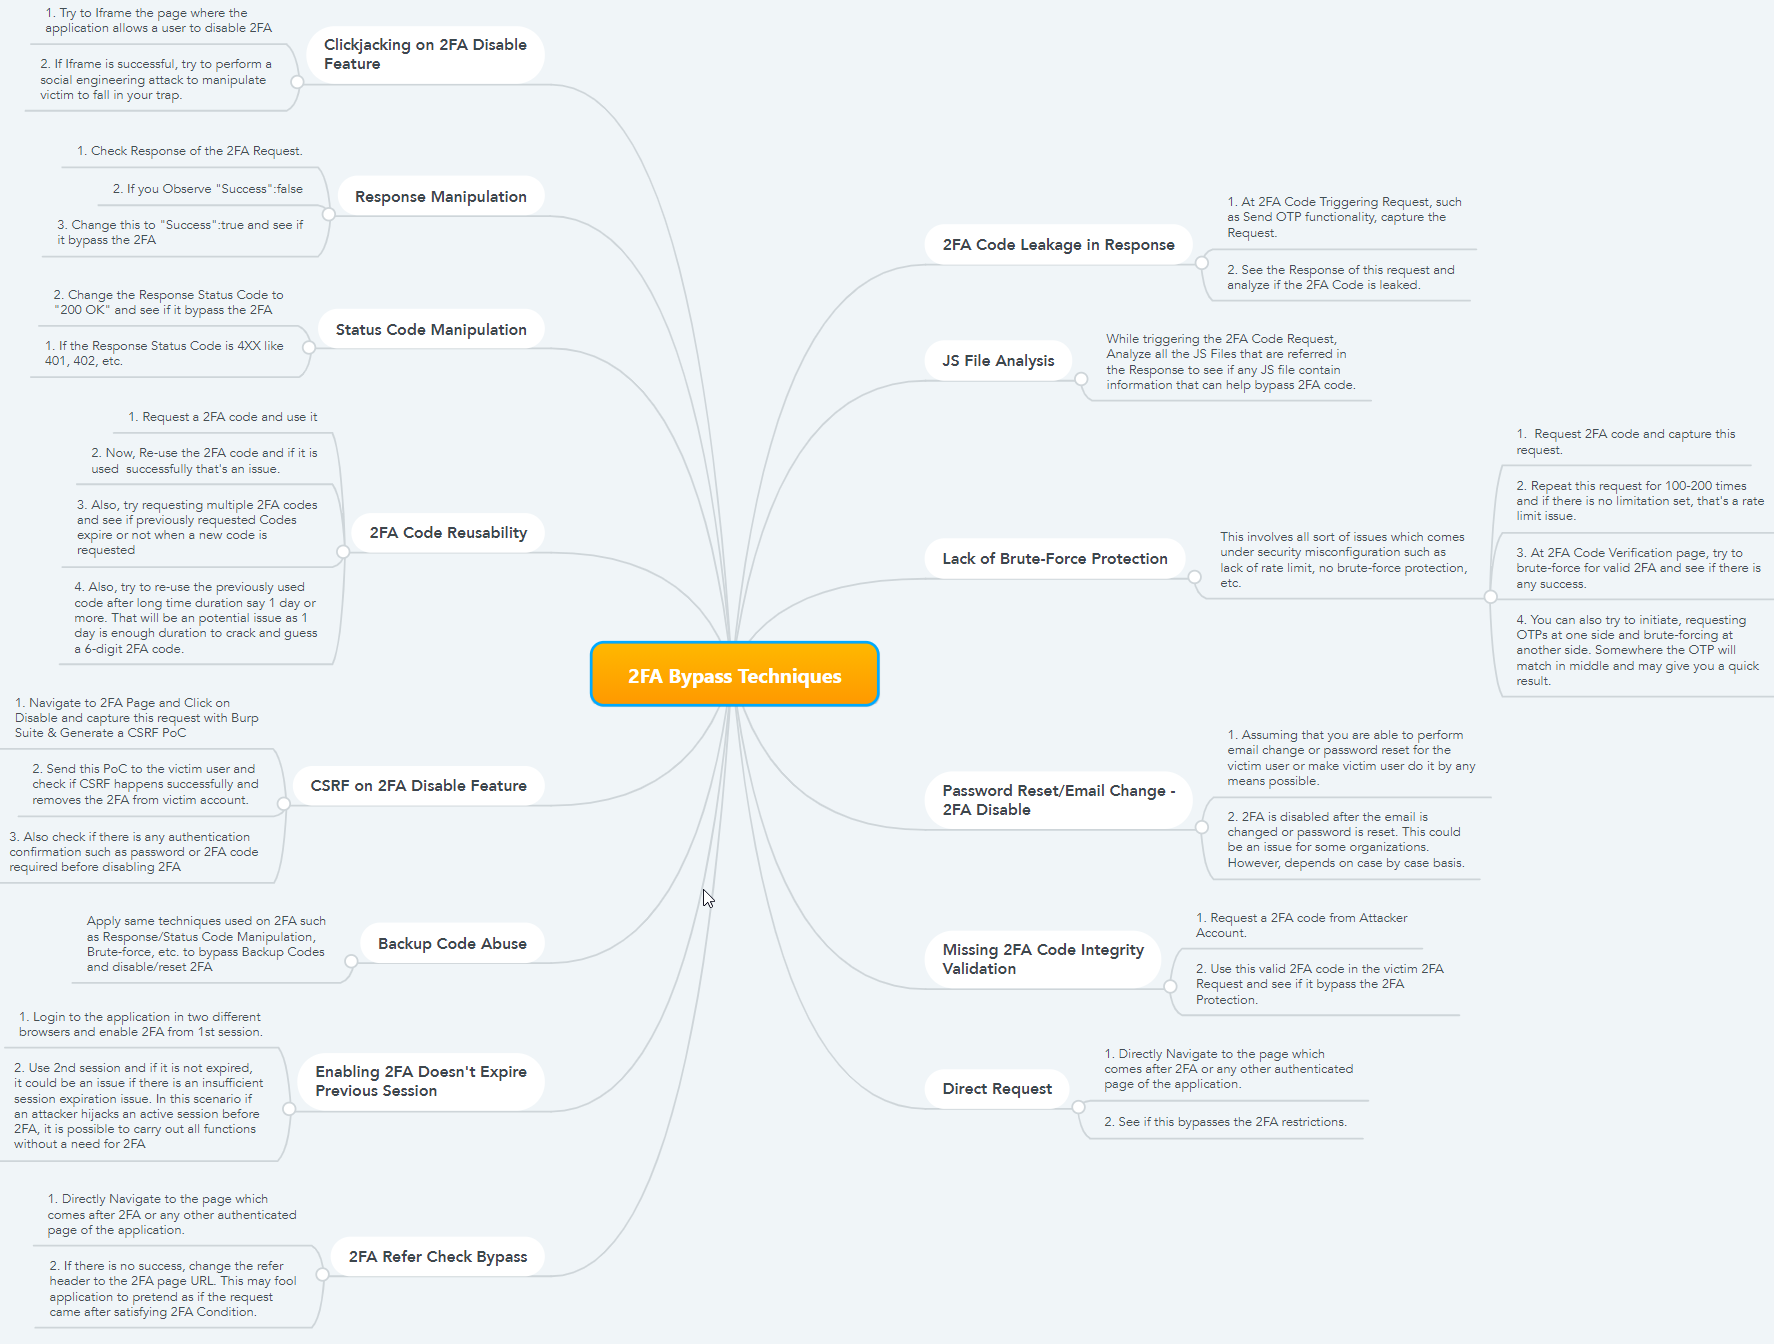 1. Try to Iframe the page where the
application allows a user to disable 2FA
2. If Iframe is successful, try to perform a
social engineering attack to manipulate
victim to fall in your trap.
Clickjacking on 2FA Disable
Feature
1. Check Response of the 2FA Request.
2. If you Observe "Success":false
3. Change this to "Success":true and see if
it bypass the 2FA
Response Manipulation
2. Change the Response Status Code to
"200 OK" and see if it bypass the 2FA
1. If the Response Status Code is 4XX like
401, 402, etc.
Status Code Manipulation
1. Request a 2FA code and use it
2. Now, Re-use the 2FA code and if it is
used  successfully that's an issue.
3. Also, try requesting multiple 2FA codes
and see if previously requested Codes
expire or not when a new code is
requested
4. Also, try to re-use the previously used
code after long time duration say 1 day or
more. That will be an potential issue as 1
day is enough duration to crack and guess
a 6-digit 2FA code.
2FA Code Reusability
1. Navigate to 2FA Page and Click on
Disable and capture this request with Burp
Suite & Generate a CSRF PoC
2. Send this PoC to the victim user and
check if CSRF happens successfully and
removes the 2FA from victim account.
3. Also check if there is any authentication
confirmation such as password or 2FA code
required before disabling 2FA
CSRF on 2FA Disable Feature
Apply same techniques used on 2FA such
as Response/Status Code Manipulation,
Brute-force, etc. to bypass Backup Codes
and disable/reset 2FA
Backup Code Abuse
1. Login to the application in two different
browsers and enable 2FA from 1st session.
2. Use 2nd session and if it is not expired,
it could be an issue if there is an insufficient
session expiration issue. In this scenario if
an attacker hijacks an active session before
2FA, it is possible to carry out all functions
without a need for 2FA
Enabling 2FA Doesn't Expire
Previous Session
1. Directly Navigate to the page which
comes after 2FA or any other authenticated
page of the application.
2. If there is no success, change the refer
header to the 2FA page URL. This may fool
application to pretend as if the request
came after satisfying 2FA Condition.
2FA Refer Check Bypass
2FA Bypass Techniques
2FA Code Leakage in Response
1. At 2FA Code Triggering Request, such
as Send OTP functionality, capture the
Request.
2. See the Response of this request and
analyze if the 2FA Code is leaked.
JS File Analysis
While triggering the 2FA Code Request,
Analyze all the JS Files that are referred in
the Response to see if any JS file contain
information that can help bypass 2FA code.
Lack of Brute-Force Protection
This involves all sort of issues which comes
under security misconfiguration such as
lack of rate limit, no brute-force protection,
etc.
1.  Request 2FA code and capture this
request.
2. Repeat this request for 100-200 times
and if there is no limitation set, that's a rate
limit issue.
3. At 2FA Code Verification page, try to
brute-force for valid 2FA and see if there is
any success.
4. You can also try to initiate, requesting
OTPs at one side and brute-forcing at
another side. Somewhere the OTP will
match in middle and may give you a quick
result.
Password Reset/Email Change -
2FA Disable
1. Assuming that you are able to perform
email change or password reset for the
victim user or make victim user do it by any
means possible.
2. 2FA is disabled after the email is
changed or password is reset. This could
be an issue for some organizations.
However, depends on case by case basis.
Missing 2FA Code Integrity
Validation
1. Request a 2FA code from Attacker
Account.
2. Use this valid 2FA code in the victim 2FA
Request and see if it bypass the 2FA
Protection.
Direct Request
1. Directly Navigate to the page which
comes after 2FA or any other authenticated
page of the application.
2. See if this bypasses the 2FA restrictions.